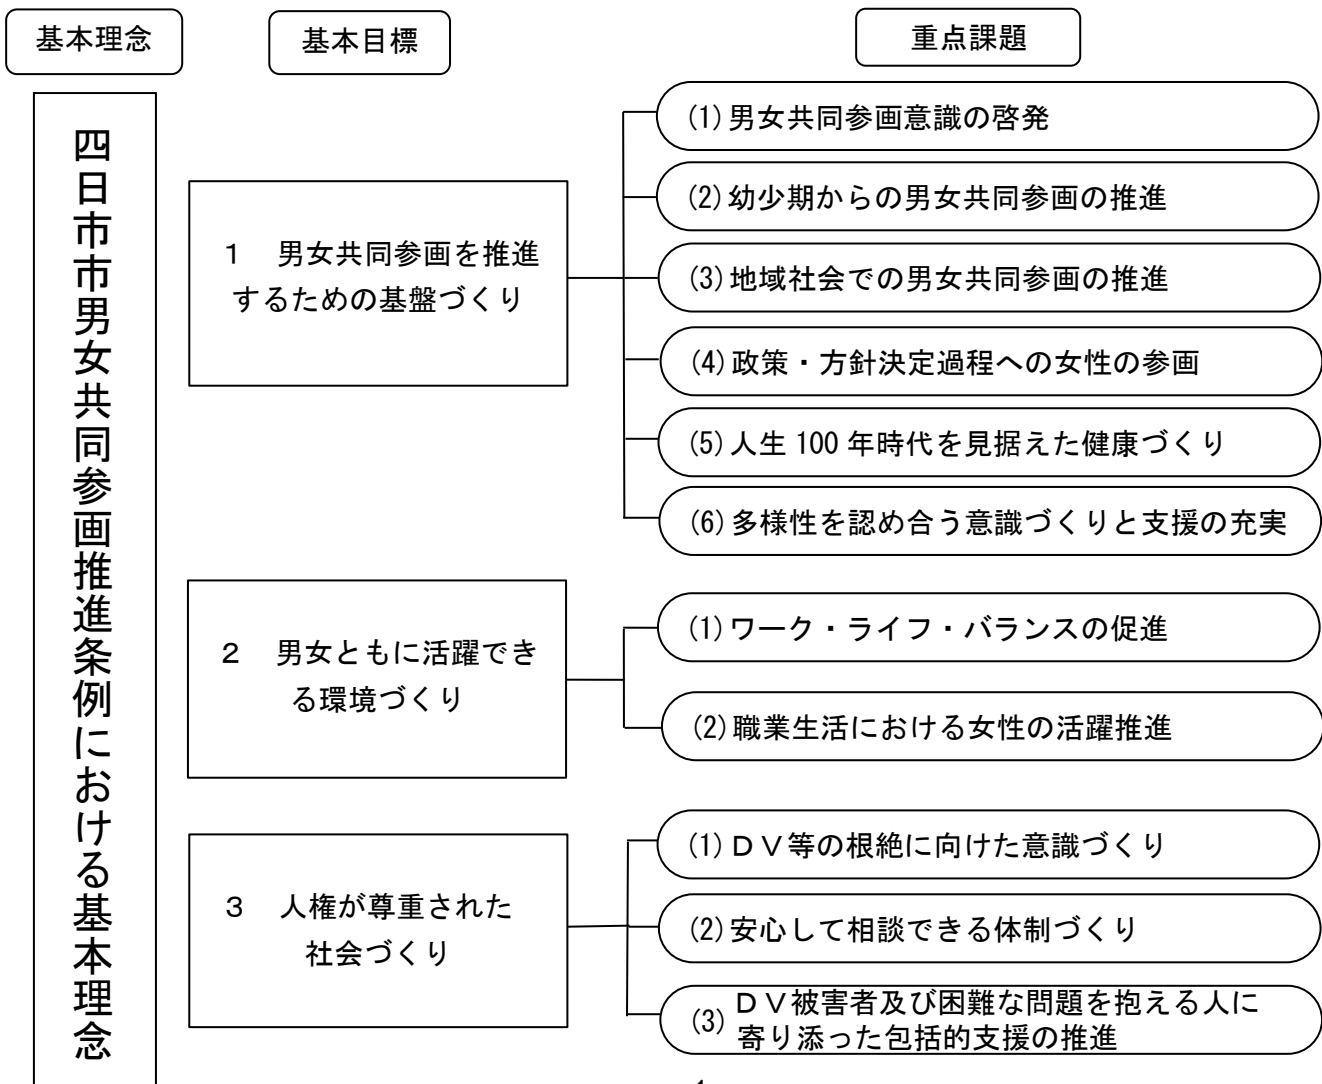 基本理念
基本目標
重点課題
四日市市男女共同参画推進条例における基本理念
１　男女共同参画を推進
するための基盤づくり
(1)男女共同参画意識の啓発
(2)幼少期からの男女共同参画の推進
(3)地域社会での男女共同参画の推進
(4)政策・方針決定過程への女性の参画
(5)人生 100 年時代を見据えた健康づくり
(6)多様性を認め合う意識づくりと支援の充実
２　男女ともに活躍でき
る環境づくり
(1)ワーク・ライフ・バランスの促進
(2)職業生活における女性の活躍推進
３　人権が尊重された
社会づくり
(1)ＤＶ等の根絶に向けた意識づくり
(2)安心して相談できる体制づくり
(3)ＤＶ被害者及び困難な問題を抱える人に
寄り添った包括的支援の推進